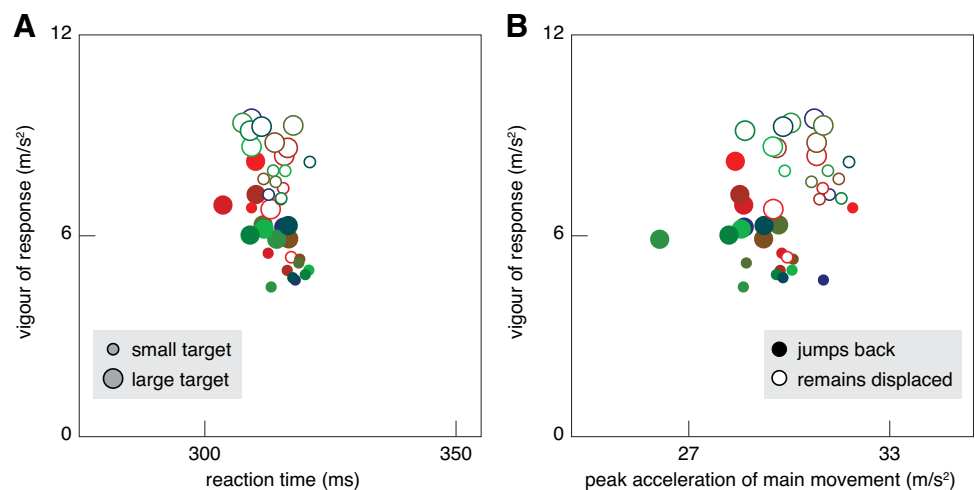 A
B
12
12
vigour of response (m/s²)
vigour of response (m/s²)
6
6
small target
large target
jumps back
remains displaced
0
0
300
350
27
33
reaction time (ms)
peak acceleration of main movement (m/s²)